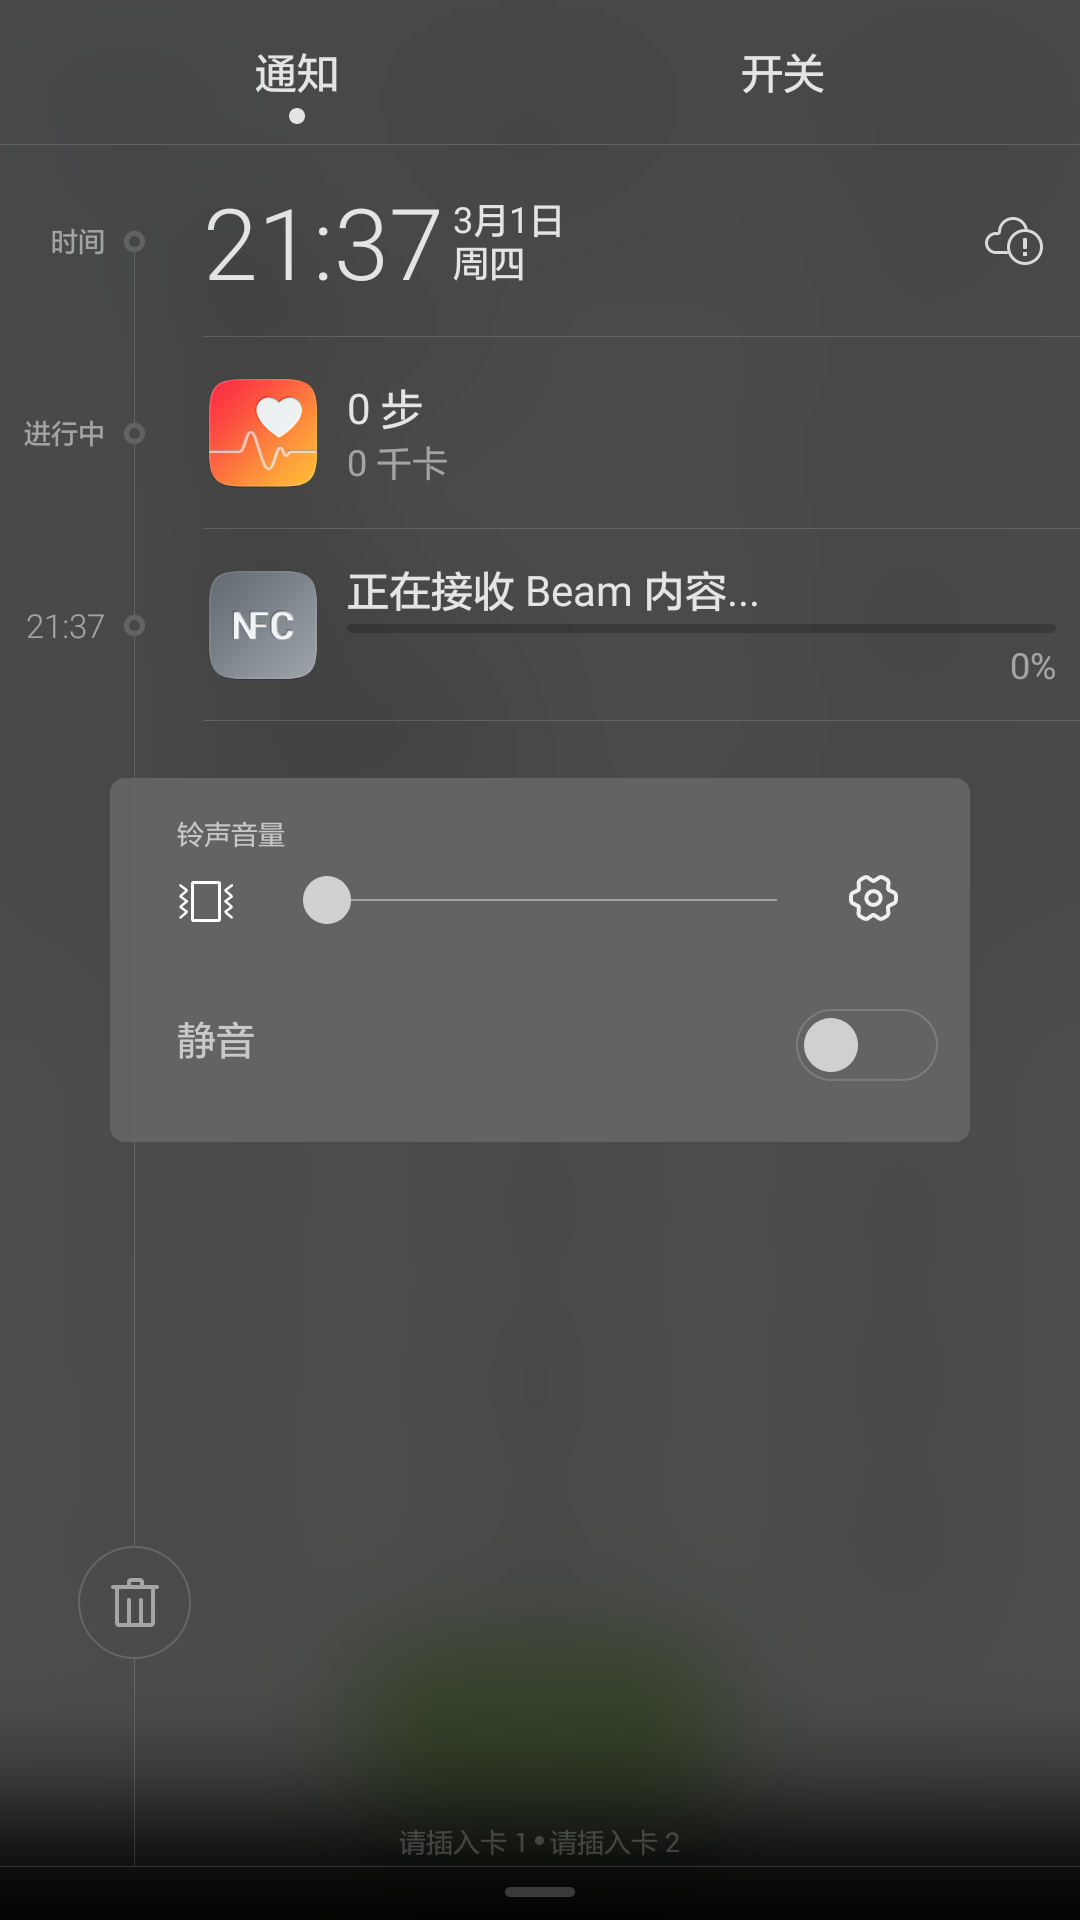 通知
开关
时间
21:37
3月1日
周四
进行中
0 步
0 千卡
21:37
NFC
正在接收 Beam 内容...
0%
铃声音量
静音
请插入卡 1•请插入卡 2